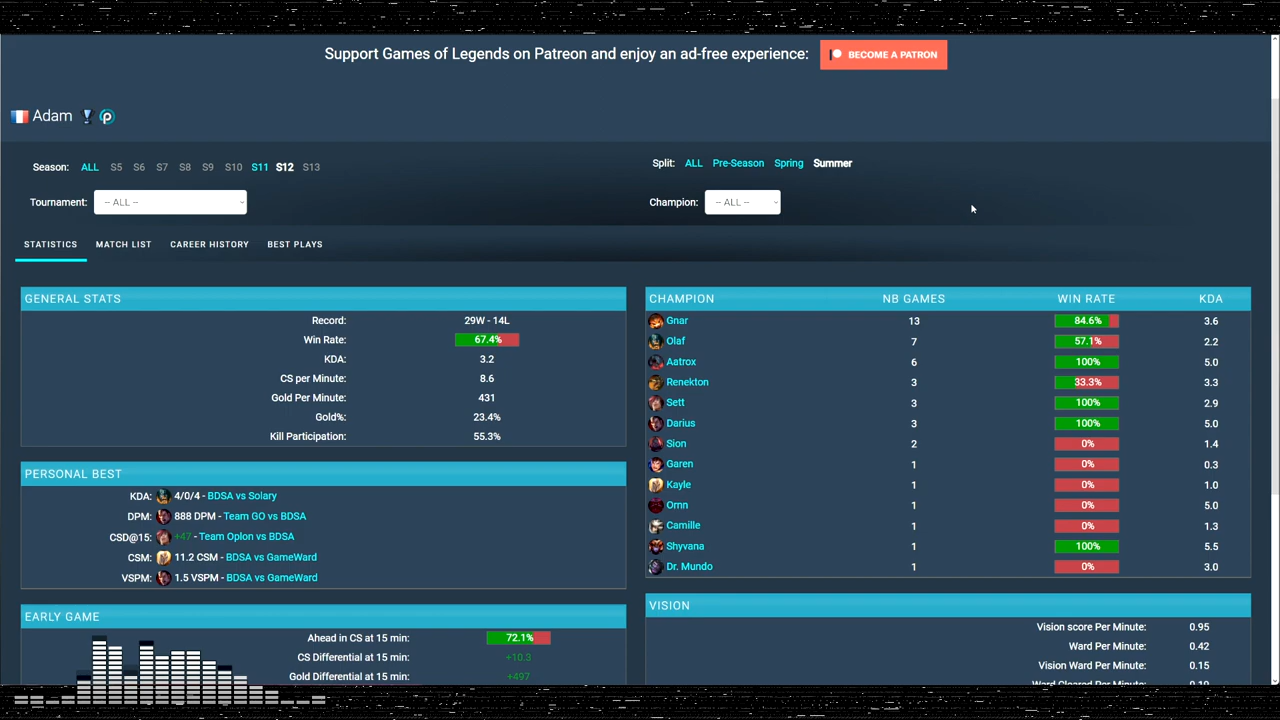 Support Games of Legends on Patreon and enjoy an ad-free experience: BECOME A PATRON
Adam
Season: ALL S5 S6 S7 S8 S9 S10 S11 S12 S13
Split: ALL Pre-Season Spring Summer
Tournament: -- ALL --
Champion: -- ALL --
STATISTICS MATCH LIST CAREER HISTORY BEST PLAYS
GENERAL STATS
Record: 29W - 14L
Win Rate: 67.4%
KDA: 3.2
CS per Minute: 8.6
Gold Per Minute: 431
Gold%: 23.4%
Kill Participation: 55.3%
PERSONAL BEST
KDA: 4/0/4 - BDSA vs Solary
DPM: 888 DPM - Team GO vs BDSA
CSD@15: +47 - Team Oplon vs BDSA
CSM: 11.2 CSM - BDSA vs GameWard
VSPM: 1.5 VSPM - BDSA vs GameWard
EARLY GAME
Ahead in CS at 15 min: 72.1%
CS Differential at 15 min: +10.3
Gold Differential at 15 min: +497
CHAMPION NB GAMES WIN RATE KDA
Gnar 13 84.6% 3.6
Olaf 7 57.1% 2.2
Aatrox 6 100% 5.0
Renekton 3 33.3% 3.3
Sett 3 100% 2.9
Darius 3 100% 5.0
Sion 2 0% 1.4
Garen 1 0% 0.3
Kayle 1 0% 1.0
Ornn 1 0% 5.0
Camille 1 0% 1.3
Shyvana 1 100% 5.5
Dr. Mundo 1 0% 3.0
VISION
Vision score Per Minute: 0.95
Ward Per Minute: 0.42
Vision Ward Per Minute: 0.15
Ward Cleared Per Minute: 0.19